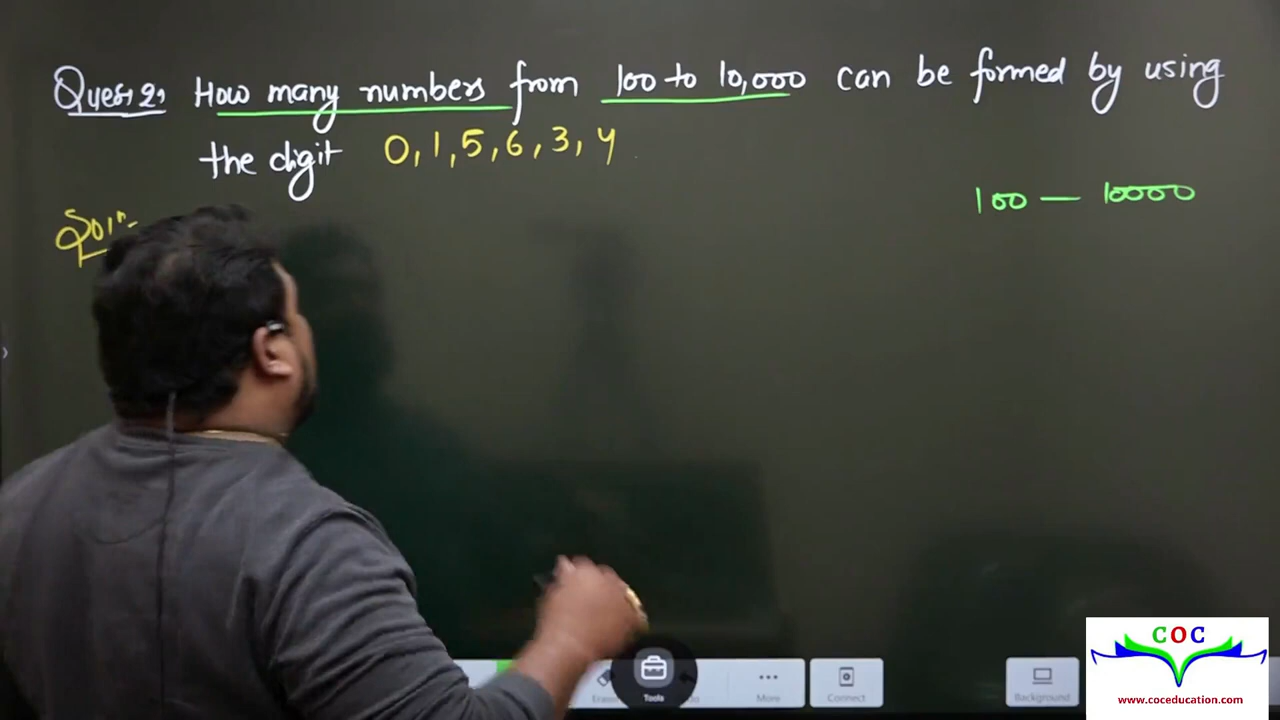 Ques:2, How many numbers from 100 to 10,000 can be formed by using
the digit 0, 1, 5, 6, 3, 4
100 — 10000
Soln:-
Tools
More
Connect
Background
COC
www.coceducation.com